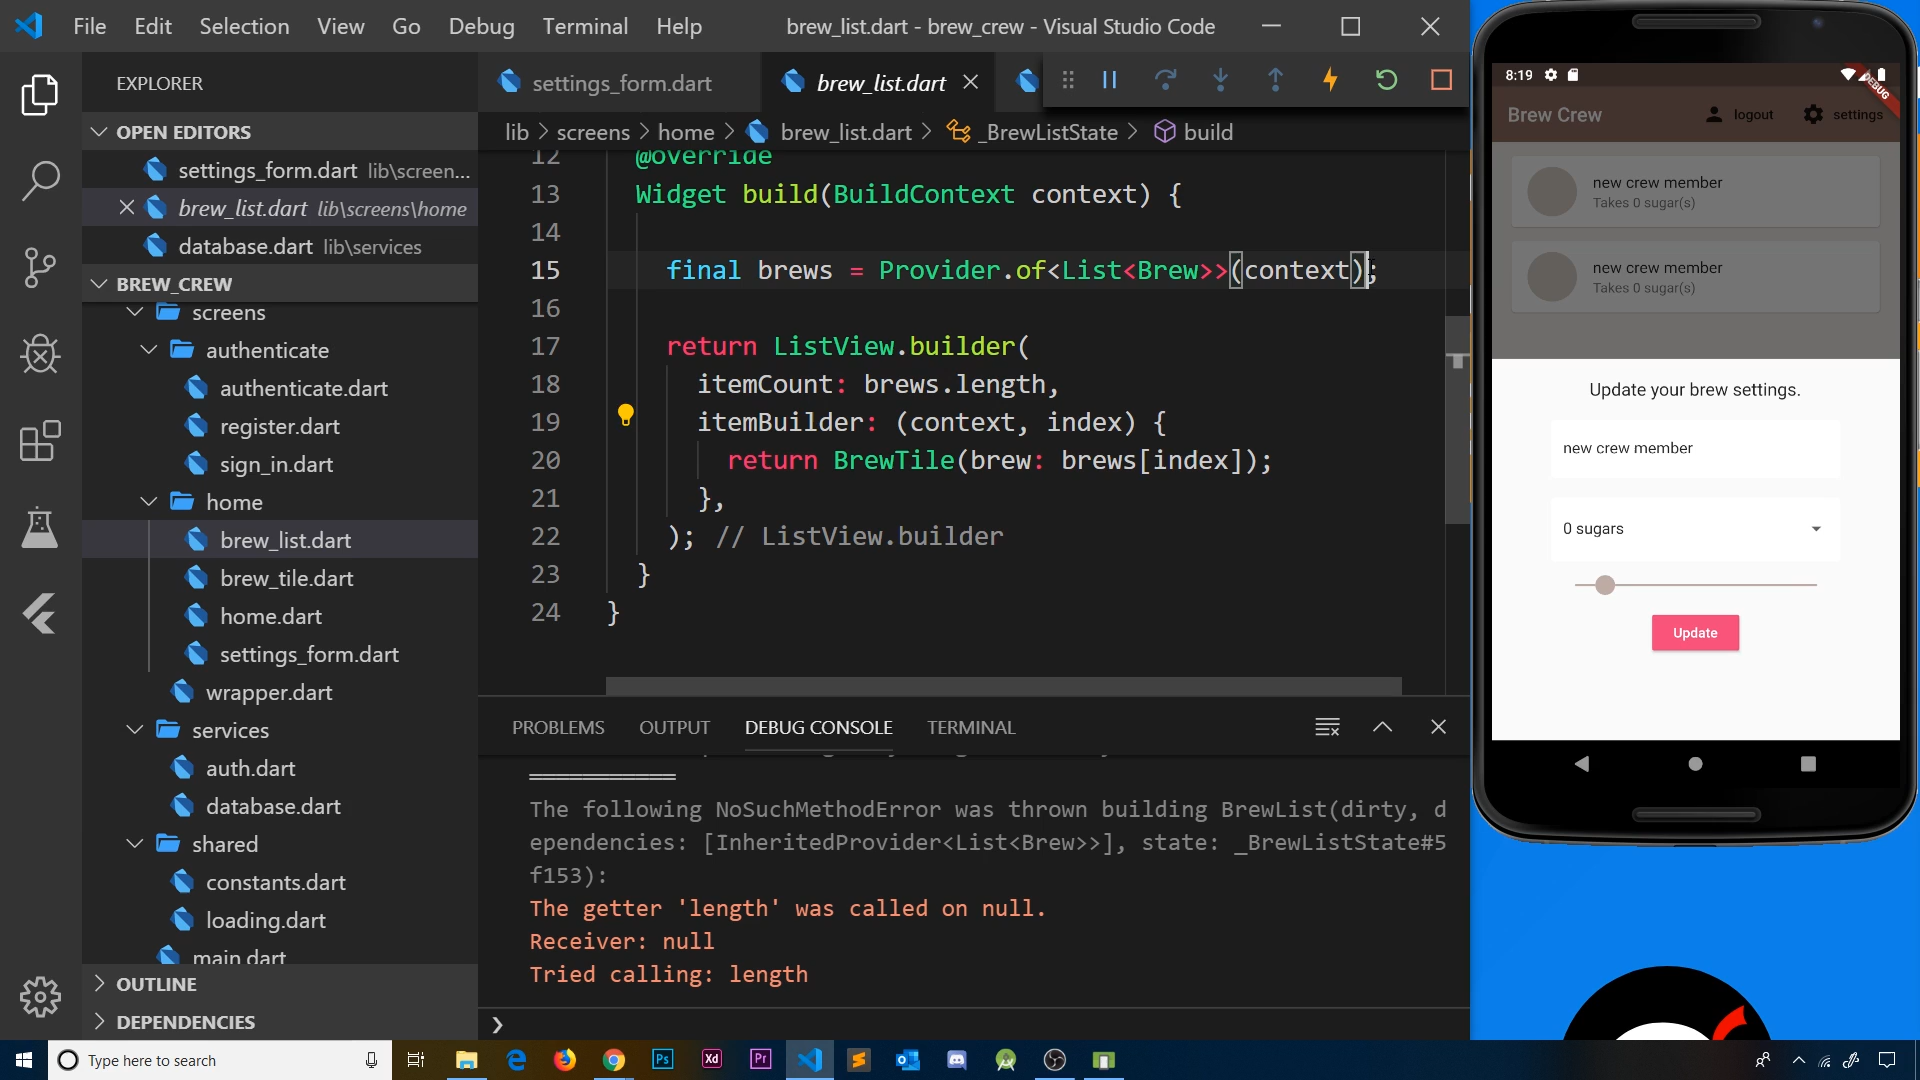 File Edit Selection View Go Debug Terminal Help
brew_list.dart - brew_crew - Visual Studio Code
EXPLORER
OPEN EDITORS
settings_form.dart lib\screen...
brew_list.dart lib\screens\home
database.dart lib\services
BREW_CREW
screens
authenticate
authenticate.dart
register.dart
sign_in.dart
home
brew_list.dart
brew_tile.dart
home.dart
settings_form.dart
wrapper.dart
services
auth.dart
database.dart
shared
constants.dart
loading.dart
main.dart
OUTLINE
DEPENDENCIES
settings_form.dart
brew_list.dart
lib > screens > home > brew_list.dart > _BrewListState > build
12 @override
13 Widget build(BuildContext context) {
14
15 final brews = Provider.of<List<Brew>>(context);
16
17 return ListView.builder(
18 itemCount: brews.length,
19 itemBuilder: (context, index) {
20 return BrewTile(brew: brews[index]);
21 },
22 ); // ListView.builder
23 }
24 }
PROBLEMS OUTPUT DEBUG CONSOLE TERMINAL
════════════
The following NoSuchMethodError was thrown building BrewList(dirty, d
ependencies: [InheritedProvider<List<Brew>>], state: _BrewListState#5
f153):
The getter 'length' was called on null.
Receiver: null
Tried calling: length
8:19
DEBUG
Brew Crew logout settings
new crew member
Takes 0 sugar(s)
new crew member
Takes 0 sugar(s)
Update your brew settings.
new crew member
0 sugars
Update
Type here to search
Ps
Xd
Pr